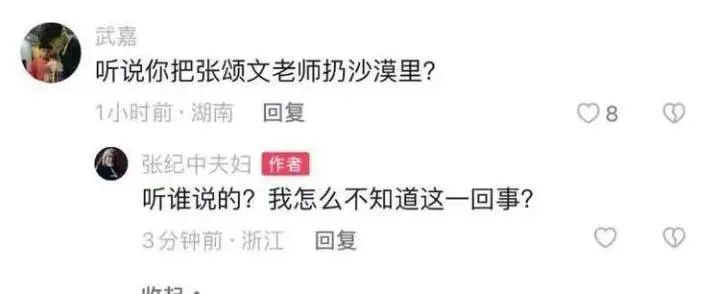 武嘉
听说你把张颂文老师扔沙漠里?
1小时前·湖南 回复 8
张纪中夫妇 作者
听谁说的?我怎么不知道这一回事?
3分钟前·浙江 回复
收起